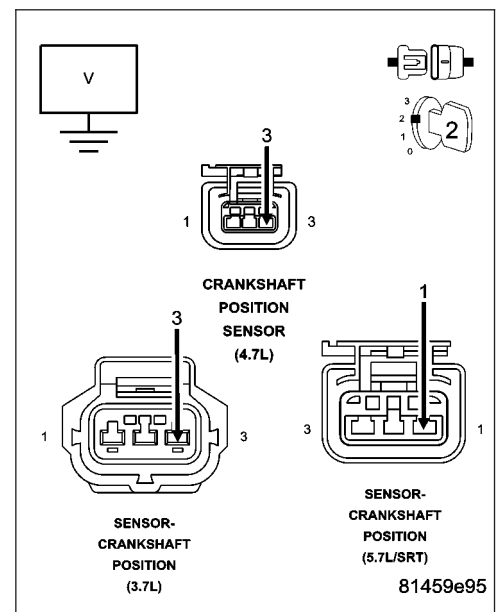 V
3
2
1
0
2
3
1
3
CRANKSHAFT
POSITION
SENSOR
(4.7L)
3
1
3
SENSOR-
CRANKSHAFT
POSITION
(3.7L)
1
3
1
SENSOR-
CRANKSHAFT
POSITION
(5.7L/SRT)
81459e95